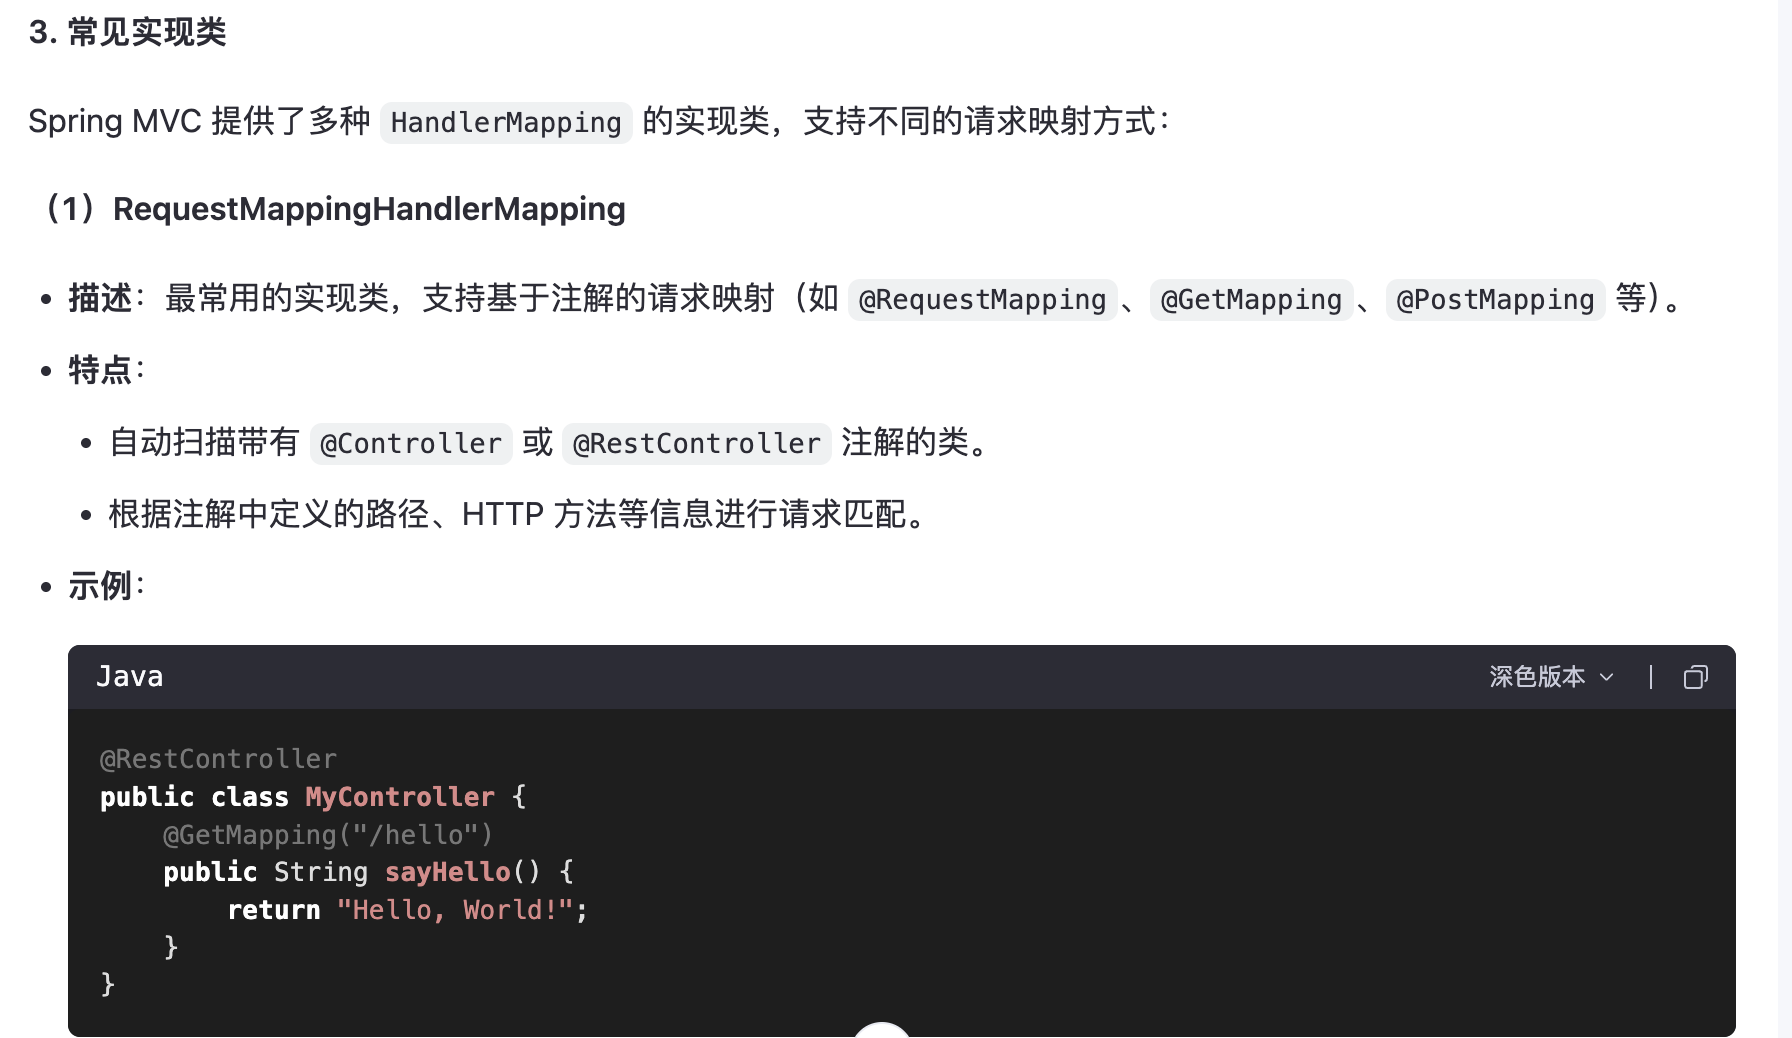 3. 常见实现类
Spring MVC 提供了多种 HandlerMapping 的实现类，支持不同的请求映射方式：
（1）RequestMappingHandlerMapping
• 描述：最常用的实现类，支持基于注解的请求映射（如 @RequestMapping、@GetMapping、@PostMapping 等）。
• 特点：
• 自动扫描带有 @Controller 或 @RestController 注解的类。
• 根据注解中定义的路径、HTTP 方法等信息进行请求匹配。
• 示例：
Java 深色版本
@RestController
public class MyController {
    @GetMapping("/hello")
    public String sayHello() {
        return "Hello, World!";
    }
}